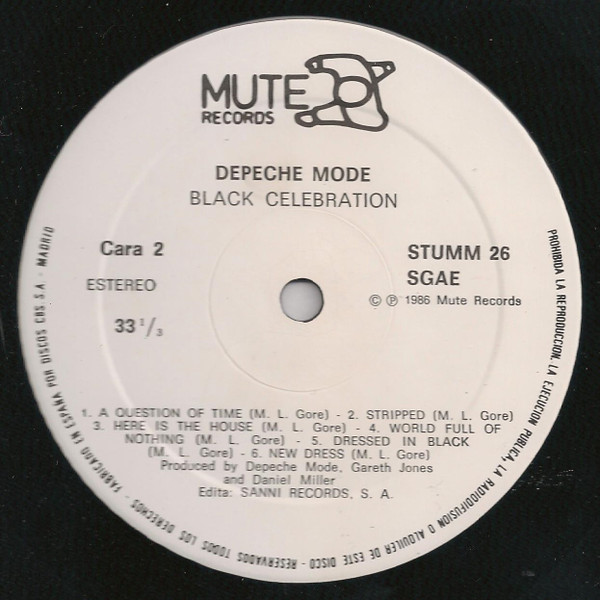 MUTE
RECORDS
DEPECHE MODE
BLACK CELEBRATION
Cara 2
STUMM 26
ESTEREO
SGAE
℗ 1986 Mute Records
33 1/3
1. A QUESTION OF TIME (M. L. Gore) - 2. STRIPPED (M. L. Gore)
3. HERE IS THE HOUSE (M. L. Gore) - 4. WORLD FULL OF
NOTHING (M. L. Gore) - 5. DRESSED IN BLACK
(M. L. Gore) - 6. NEW DRESS (M. L. Gore)
Produced by Depeche Mode, Gareth Jones
and Daniel Miller
Edita: SANNI RECORDS, S. A.
PROHIBIDA LA REPRODUCCION, LA EJECUCION PUBLICA, LA RADIODIFUSION O ALQUILER DE ESTE DISCO - RESERVADOS TODOS LOS DERECHOS - FABRICADO EN ESPAÑA POR DISCOS CBS S.A. - MADRID